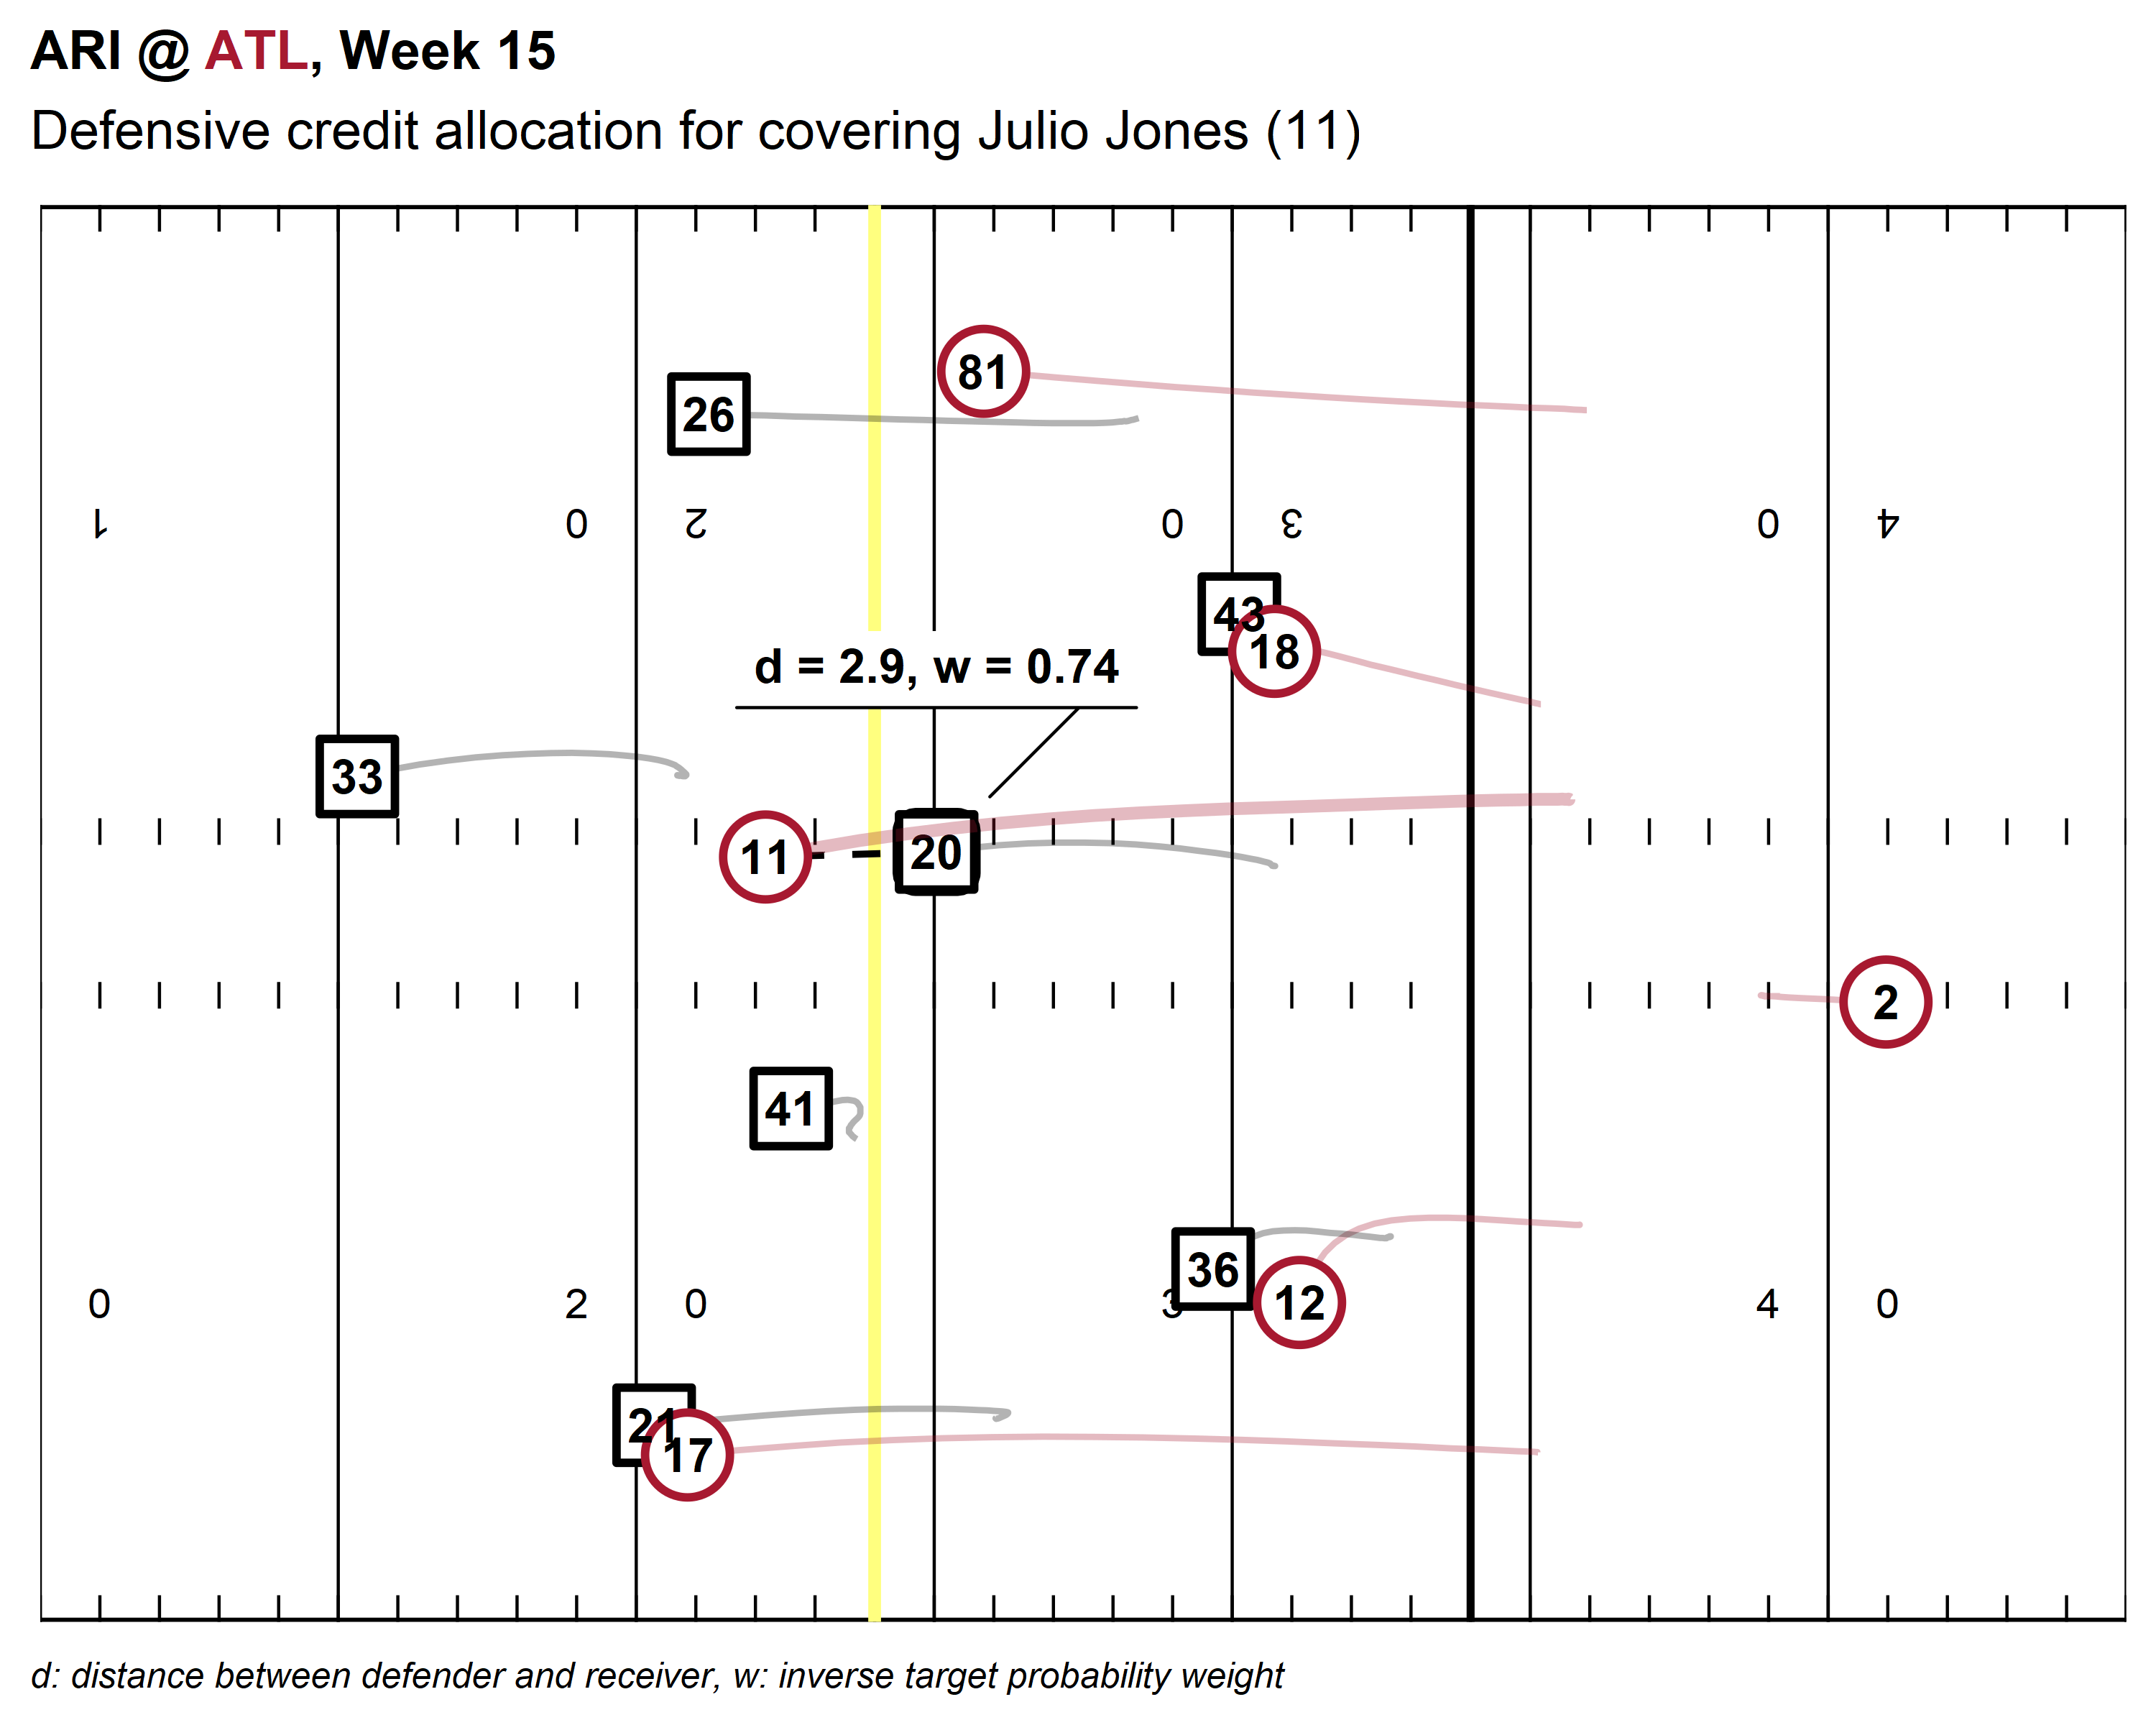 ARI @ ATL, Week 15
Defensive credit allocation for covering Julio Jones (11)
81
26
1 0 2 0 3 0 4
43
18
d = 2.9, w = 0.74
33
11 20
2
41
36
12
0 2 0 3 4 0
21
17
d: distance between defender and receiver, w: inverse target probability weight